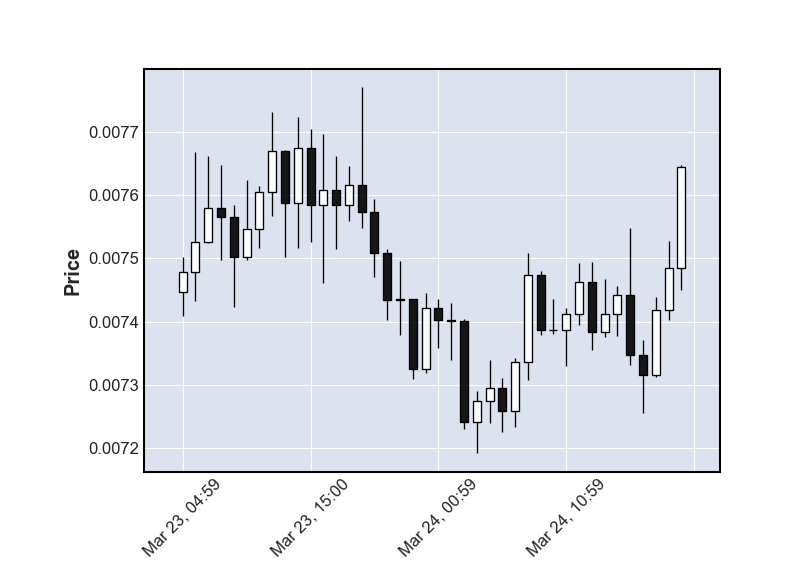 0.0077
0.0076
0.0075
0.0074
0.0073
0.0072
Price
Mar 23, 04:59
Mar 23, 15:00
Mar 24, 00:59
Mar 24, 10:59